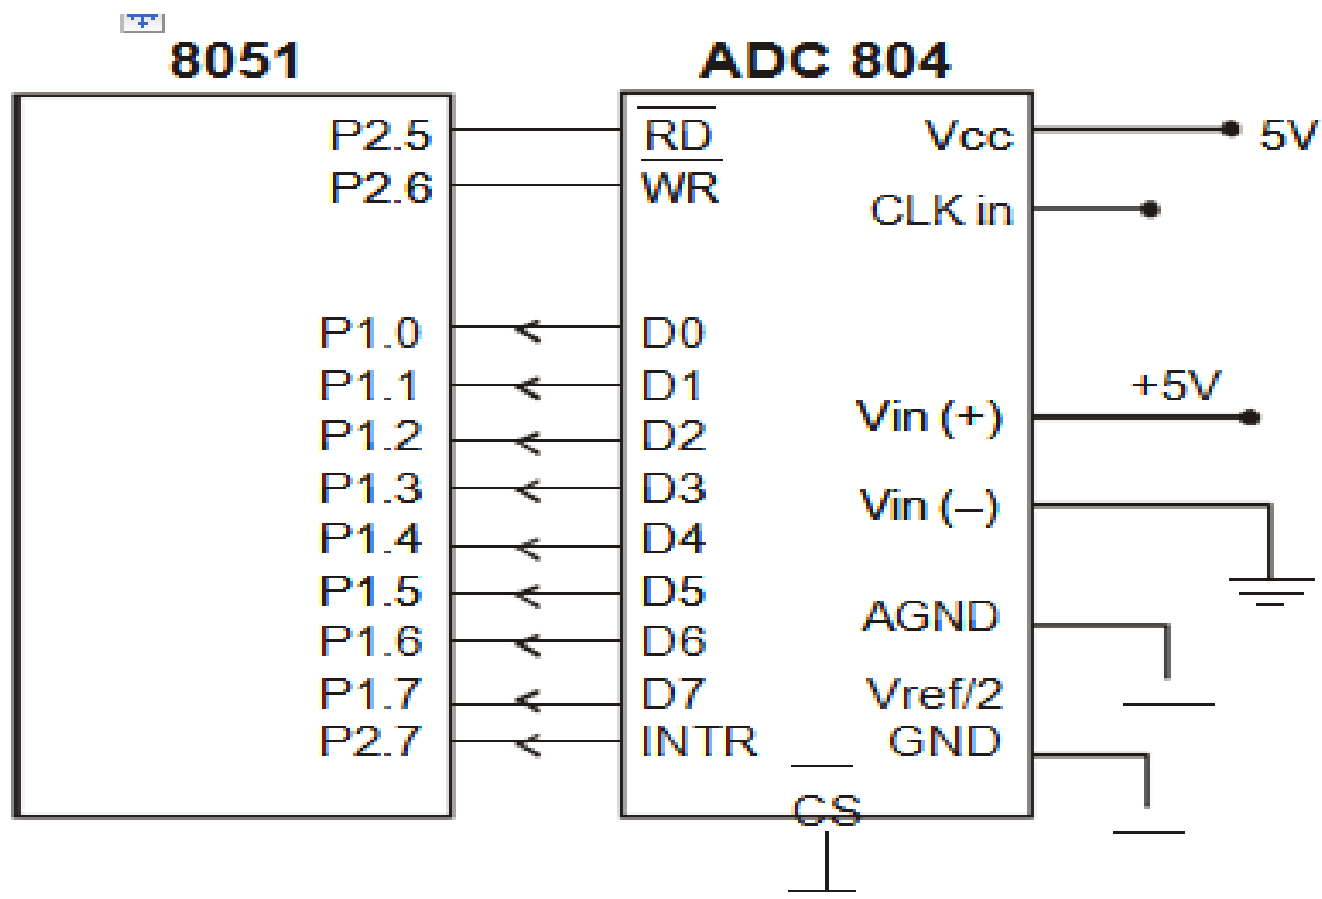 8051
ADC 804
P2.5
P2.6
P1.0
P1.1
P1.2
P1.3
P1.4
P1.5
P1.6
P1.7
P2.7
RD
WR
D0
D1
D2
D3
D4
D5
D6
D7
INTR
Vcc
CLK in
Vin (+)
Vin (–)
AGND
Vref/2
GND
CS
5V
+5V